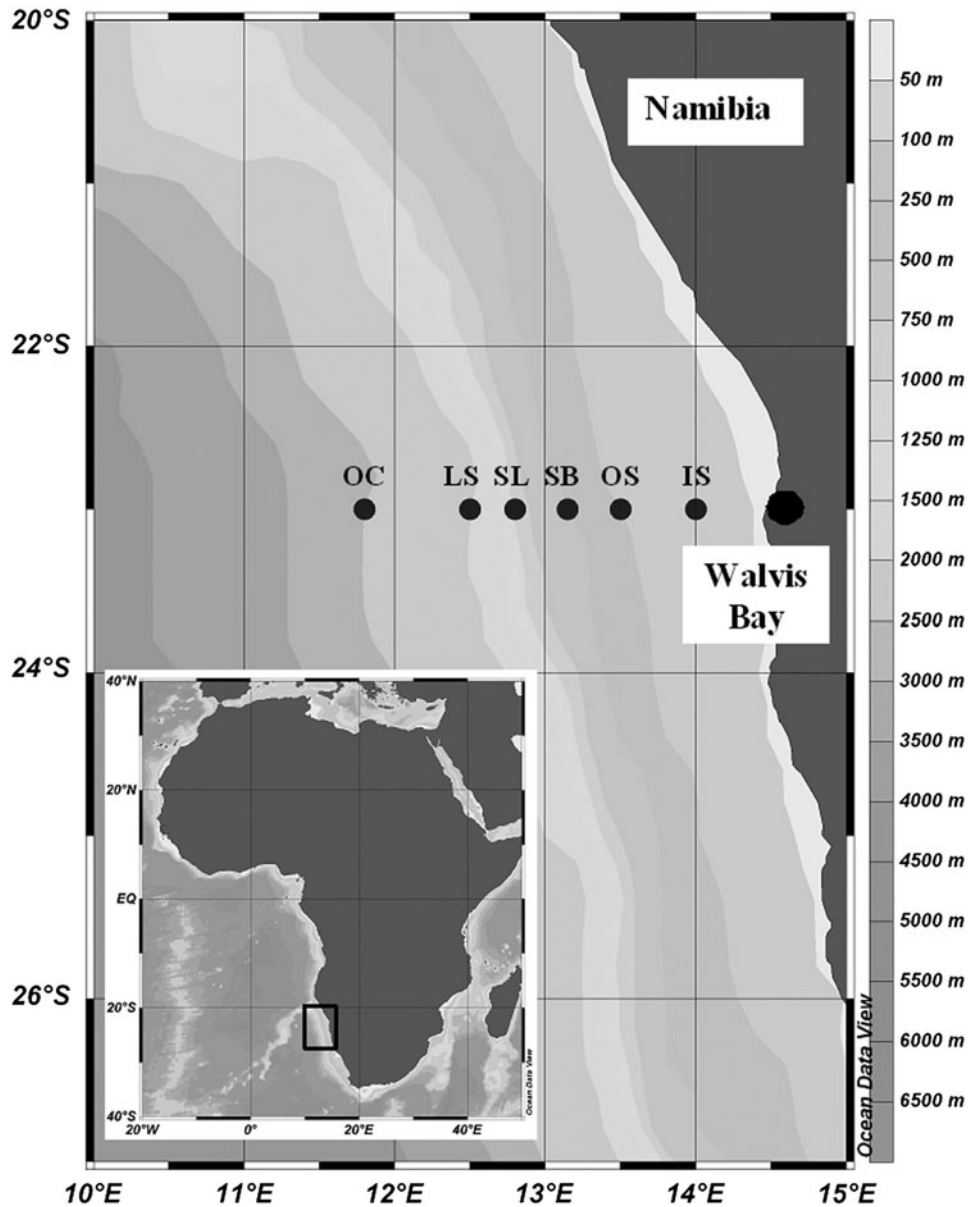 20°S
22°S
24°S
26°S
10°E
11°E
12°E
13°E
14°E
15°E
Namibia
OC
LS
SL
SB
OS
IS
Walvis
Bay
50 m
100 m
250 m
500 m
750 m
1000 m
1250 m
1500 m
2000 m
2500 m
3000 m
3500 m
4000 m
4500 m
5000 m
5500 m
6000 m
6500 m
Ocean Data View
40°N
20°N
EQ
20°S
40°S
20°W
0°
20°E
40°E
Ocean Data View